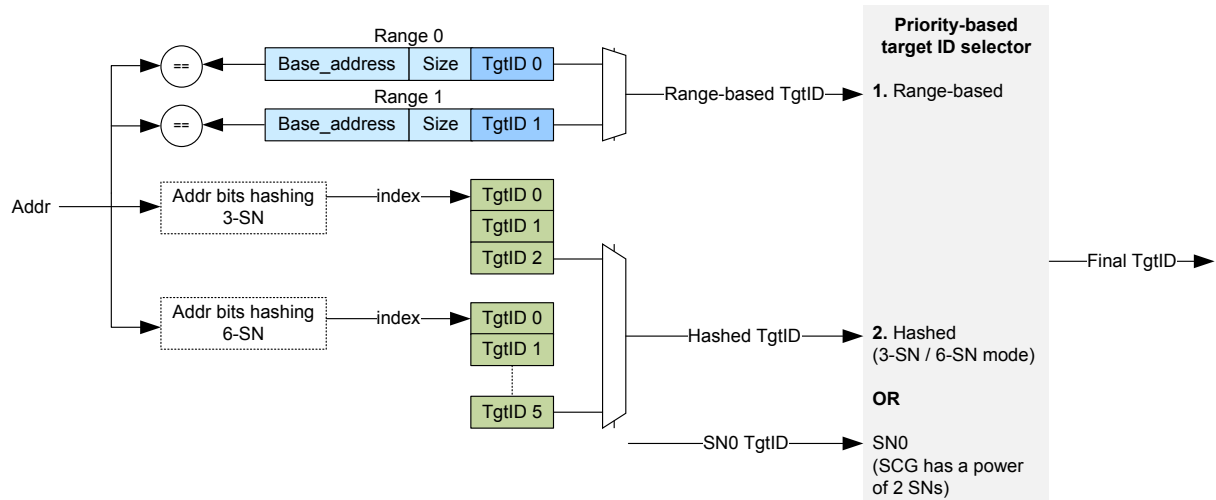 Range 0
==
Base_address Size TgtID 0
Range 1
==
Base_address Size TgtID 1
Range-based TgtID
Addr
Addr bits hashing
3-SN
index
TgtID 0
TgtID 1
TgtID 2
Addr bits hashing
6-SN
index
TgtID 0
TgtID 1
TgtID 5
Hashed TgtID
SN0 TgtID
Priority-based
target ID selector
1. Range-based
2. Hashed
(3-SN / 6-SN mode)
OR
SN0
(SCG has a power
of 2 SNs)
Final TgtID